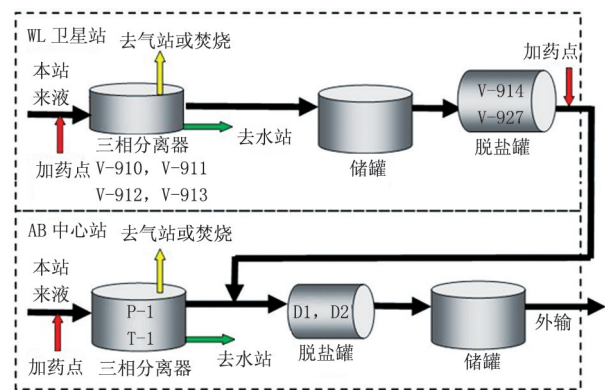 WL 卫星站
去气站或焚烧
加药点
本站
来液
V-914
V-927
脱盐罐
去水站
三相分离器
储罐
加药点
V-910，V-911
V-912，V-913
AB 中心站
去气站或焚烧
本站
来液
P-1
T-1
D1，D2
外输
去水站
脱盐罐
储罐
加药点
三相分离器